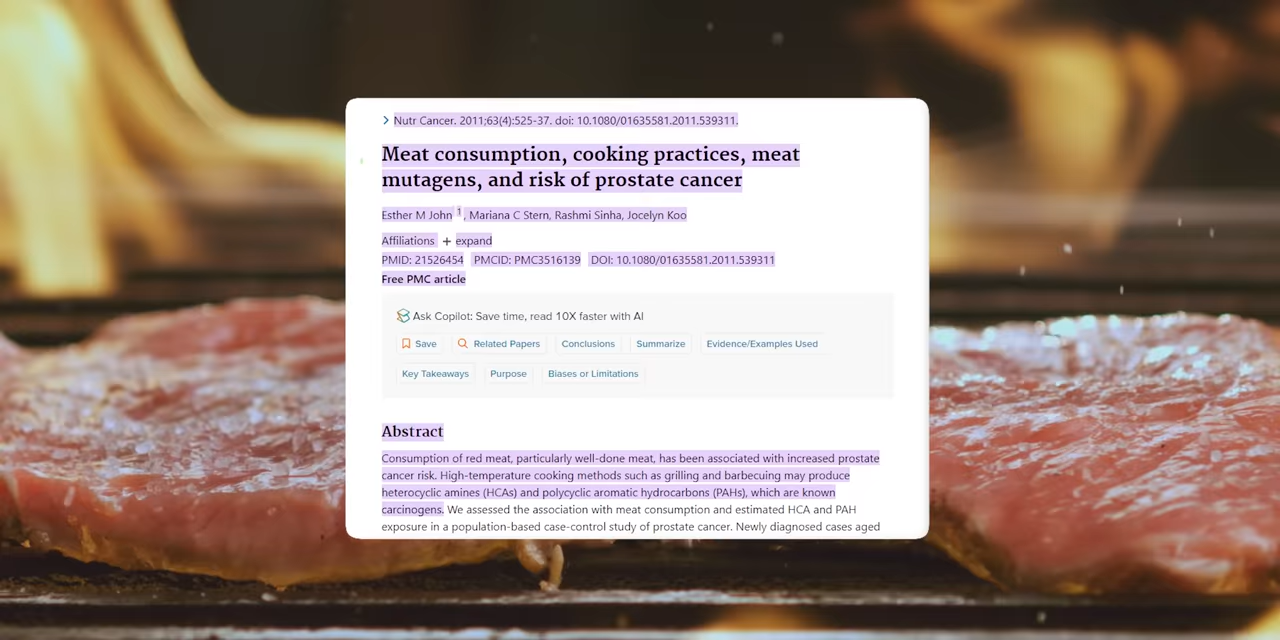 Nutr Cancer. 2011;63(4):525-37. doi: 10.1080/01635581.2011.539311.
Meat consumption, cooking practices, meat
mutagens, and risk of prostate cancer
Esther M John 1, Mariana C Stern, Rashmi Sinha, Jocelyn Koo
Affiliations + expand
PMID: 21526454 PMCID: PMC3516139 DOI: 10.1080/01635581.2011.539311
Free PMC article
Ask Copilot: Save time, read 10X faster with AI
Save Related Papers Conclusions Summarize Evidence/Examples Used
Key Takeaways Purpose Biases or Limitations
Abstract
Consumption of red meat, particularly well-done meat, has been associated with increased prostate
cancer risk. High-temperature cooking methods such as grilling and barbecuing may produce
heterocyclic amines (HCAs) and polycyclic aromatic hydrocarbons (PAHs), which are known
carcinogens. We assessed the association with meat consumption and estimated HCA and PAH
exposure in a population-based case-control study of prostate cancer. Newly diagnosed cases aged